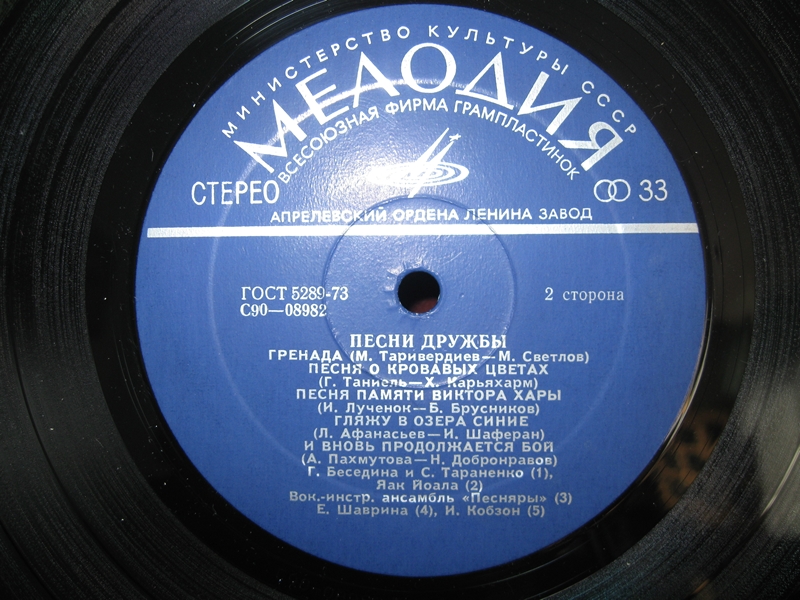 МИНИСТЕРСТВО КУЛЬТУРЫ СССР
МЕЛОДИЯ
ВСЕСОЮЗНАЯ ФИРМА ГРАМПЛАСТИНОК
СТЕРЕО
33
АПРЕЛЕВСКИЙ ОРДЕНА ЛЕНИНА ЗАВОД
ГОСТ 5289-73
2 сторона
С90—08982
ПЕСНИ ДРУЖБЫ
ГРЕНАДА (М. Таривердиев—М. Светлов)
ПЕСНЯ О КРОВАВЫХ ЦВЕТАХ
(Г. Таниель—Х. Карьяхарм)
ПЕСНЯ ПАМЯТИ ВИКТОРА ХАРЫ
(И. Лученок—Б. Брусников)
ГЛЯЖУ В ОЗЕРА СИНИЕ
(Л. Афанасьев—И. Шаферан)
И ВНОВЬ ПРОДОЛЖАЕТСЯ БОЙ
(А. Пахмутова—Н. Добронравов)
Г. Беседина и С. Тараненко (1),
Яак Йоала (2)
Вок.-инстр. ансамбль «Песняры» (3)
Е. Шаврина (4), И. Кобзон (5)